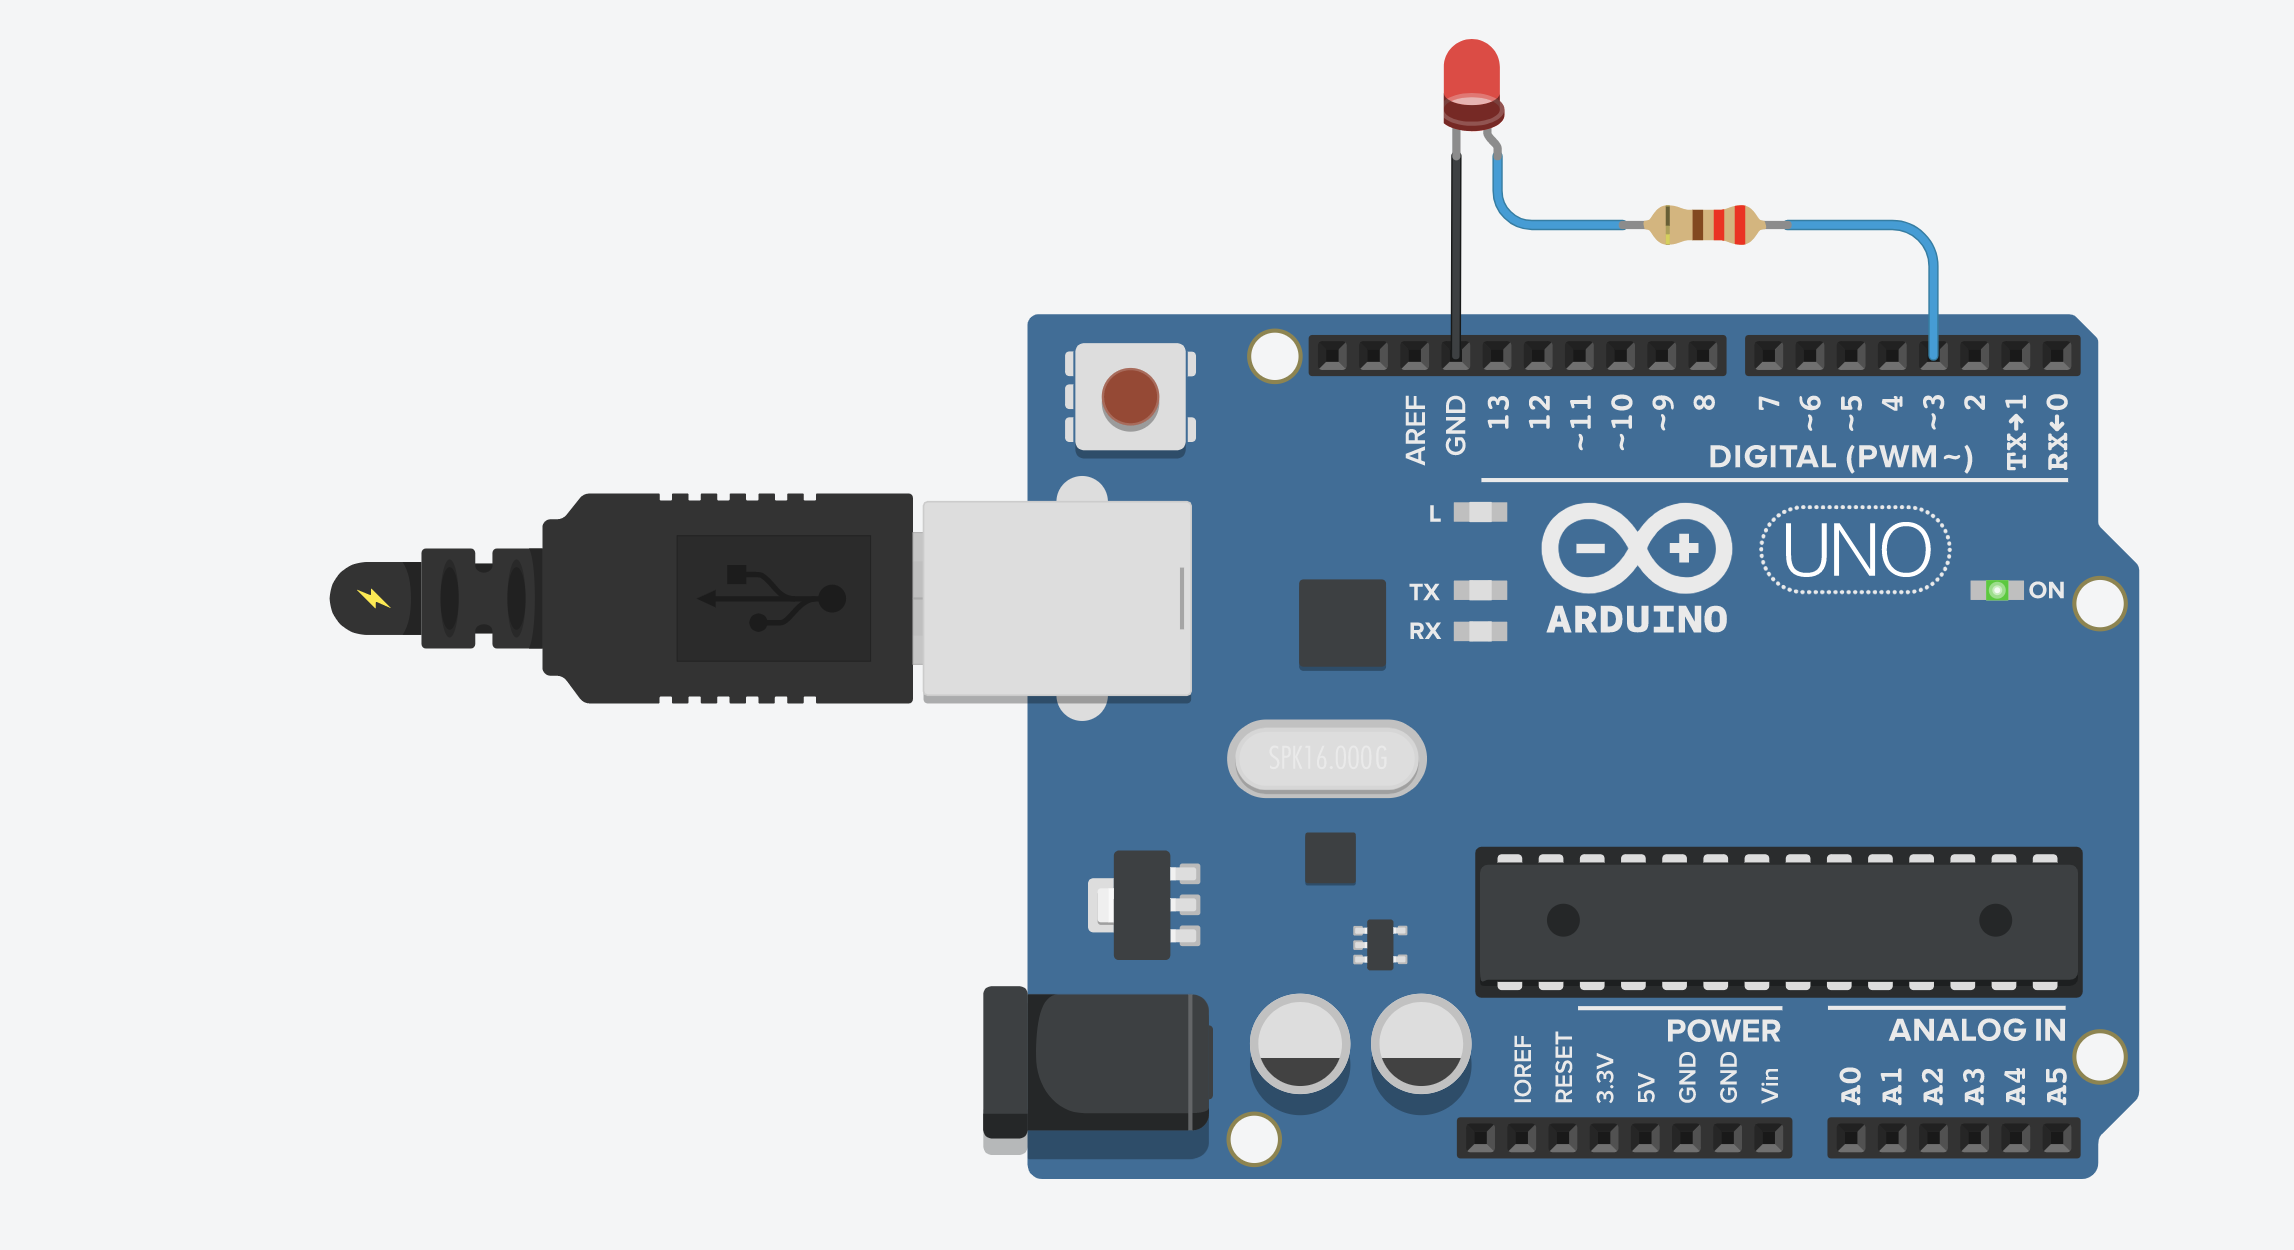 AREF
GND
13
12
~11
~10
~9
8
7
~6
~5
4
~3
2
TX→1
RX←0
DIGITAL (PWM~)
L
TX
RX
ARDUINO
UNO
ON
SPK16.000G
POWER
ANALOG IN
IOREF
RESET
3.3V
5V
GND
GND
Vin
A0
A1
A2
A3
A4
A5